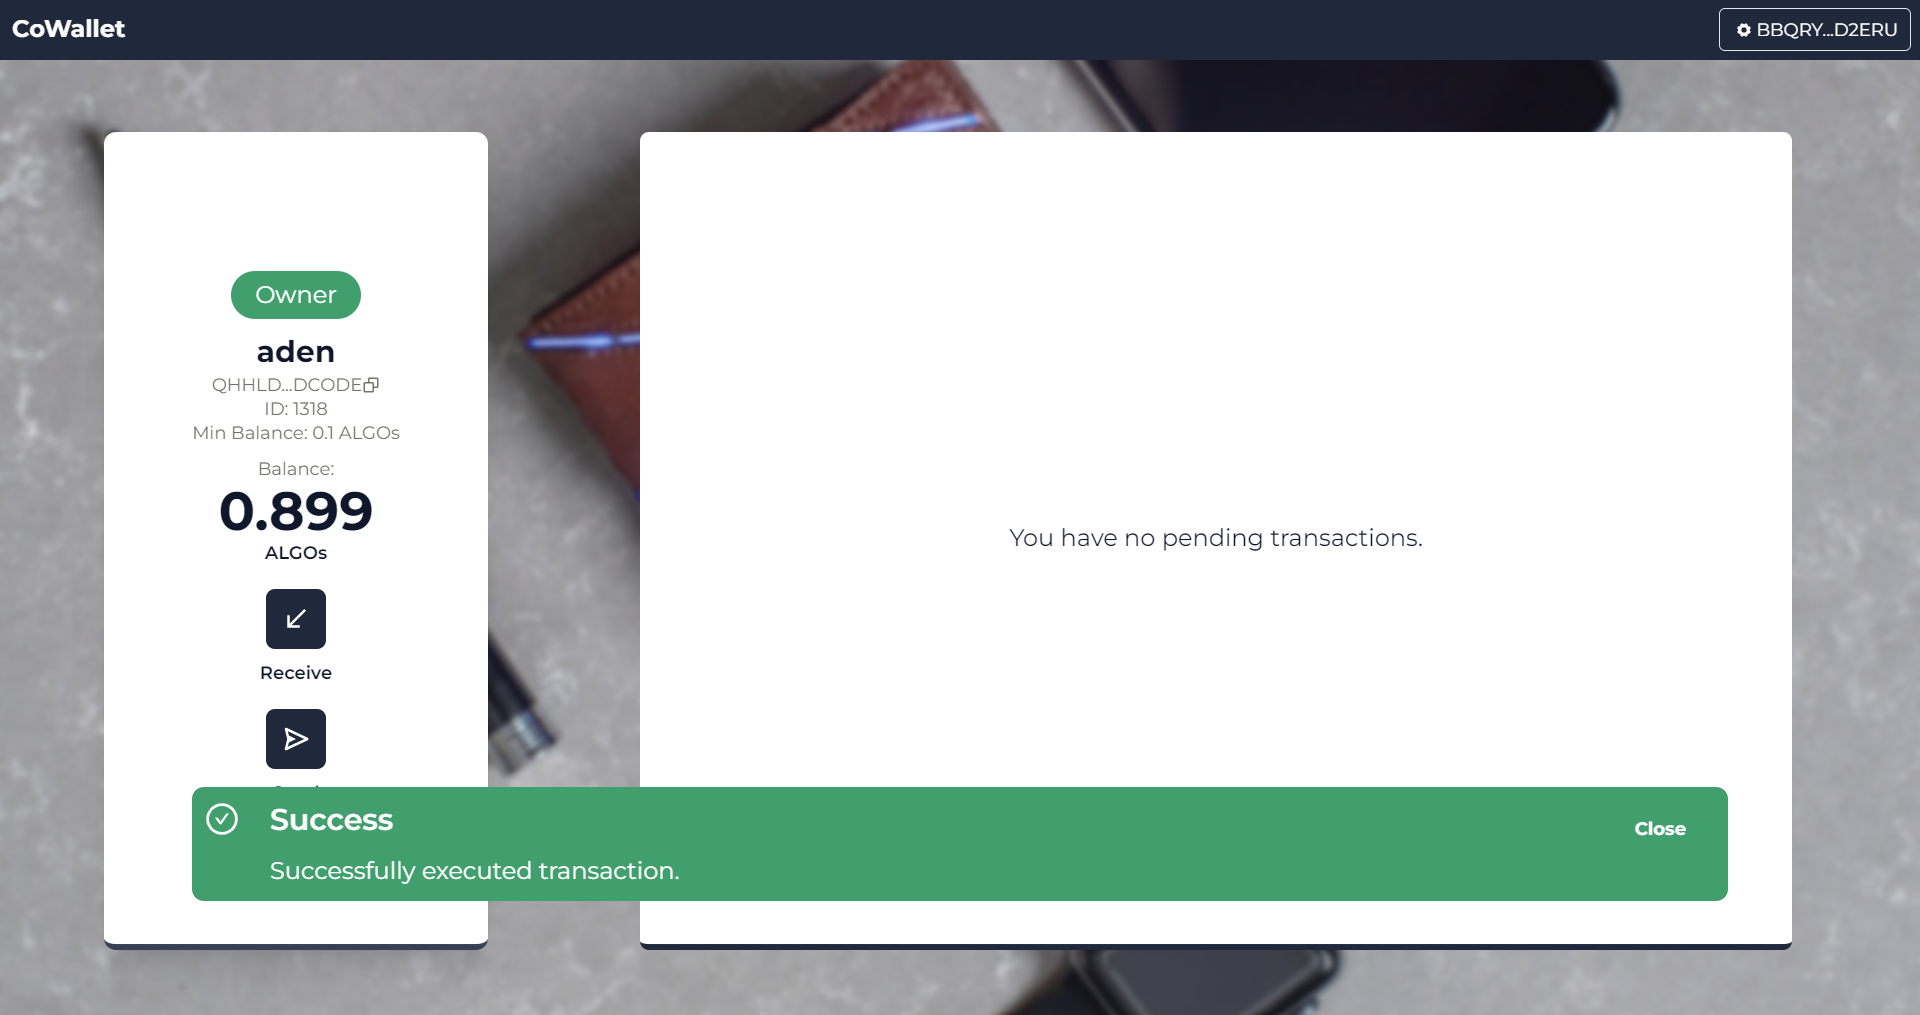 CoWallet
BBQRY...D2ERU
Owner
aden
QHHLD...DCODE
ID: 1318
Min Balance: 0.1 ALGOs
Balance:
0.899
ALGOs
Receive
You have no pending transactions.
Success
Close
Successfully executed transaction.